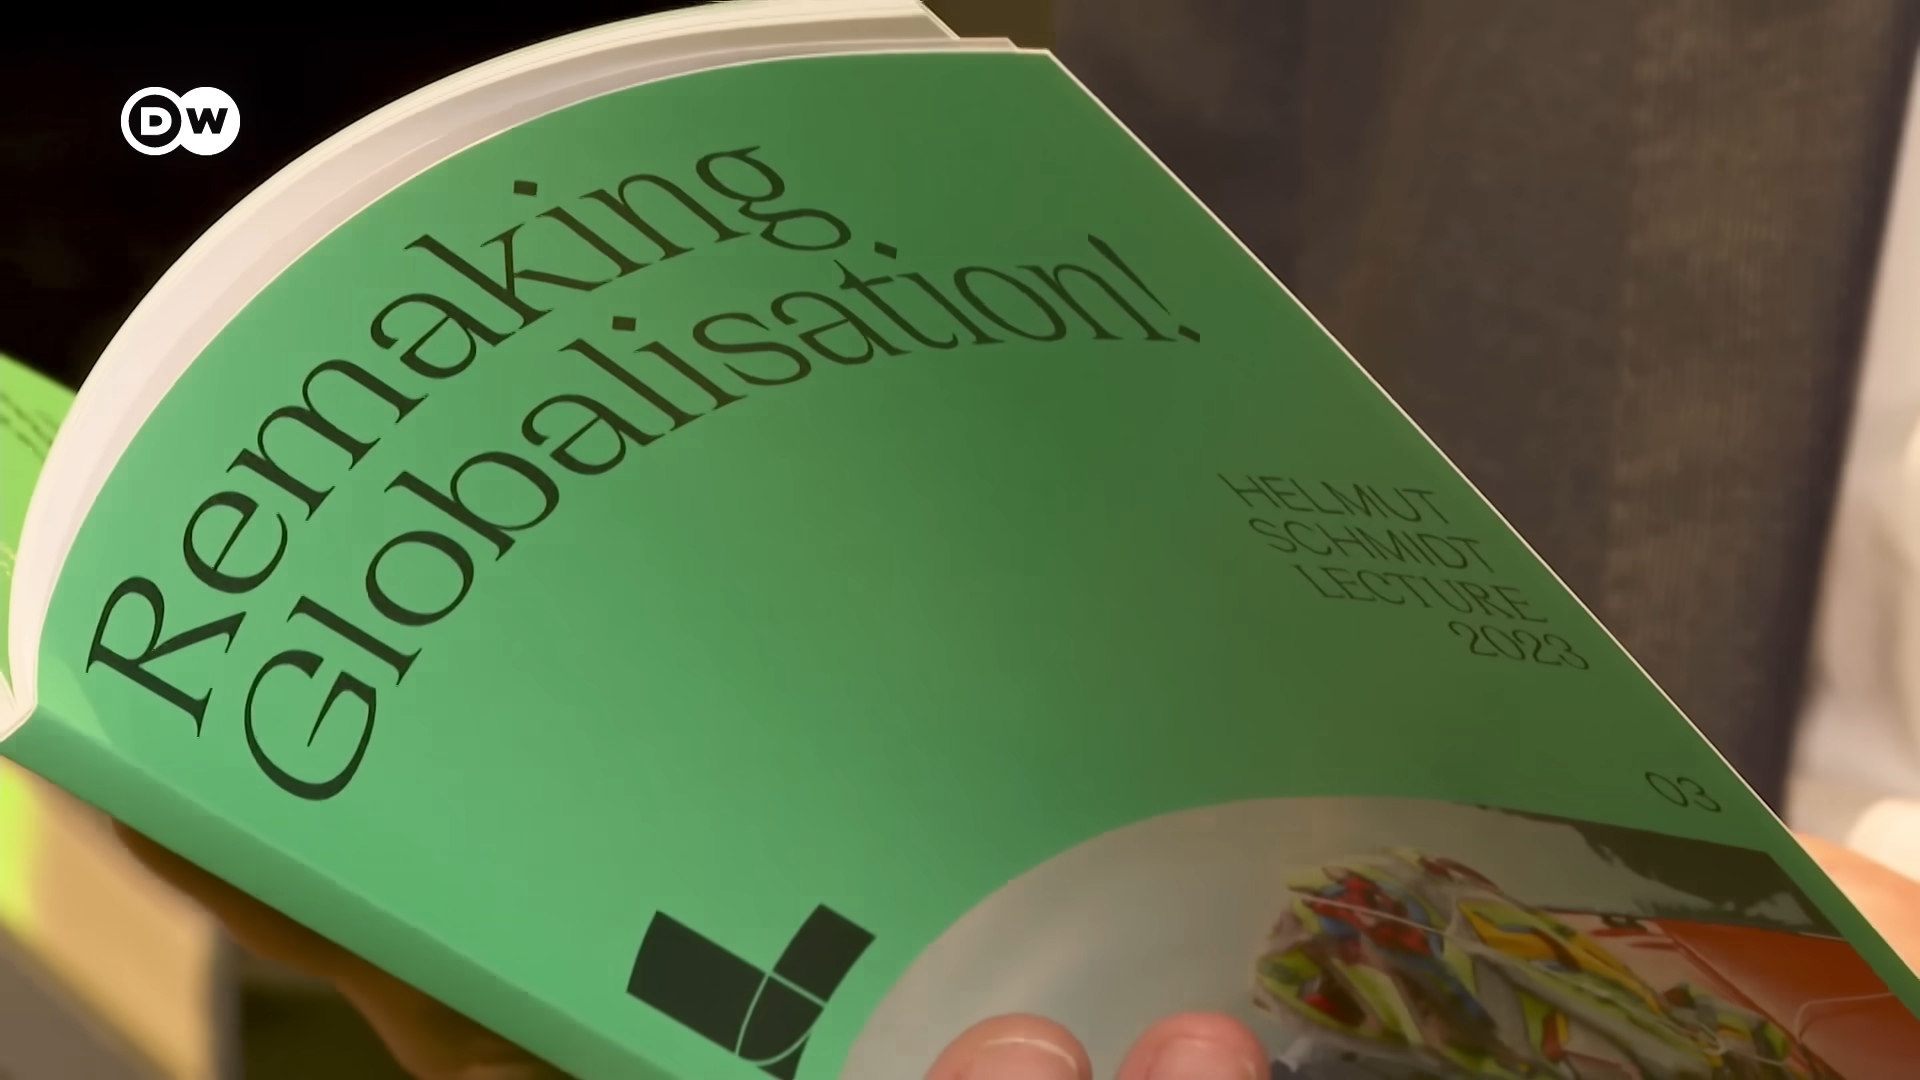 DW
Remaking
Globalisation!
HELMUT
SCHMIDT
LECTURE
2023
03